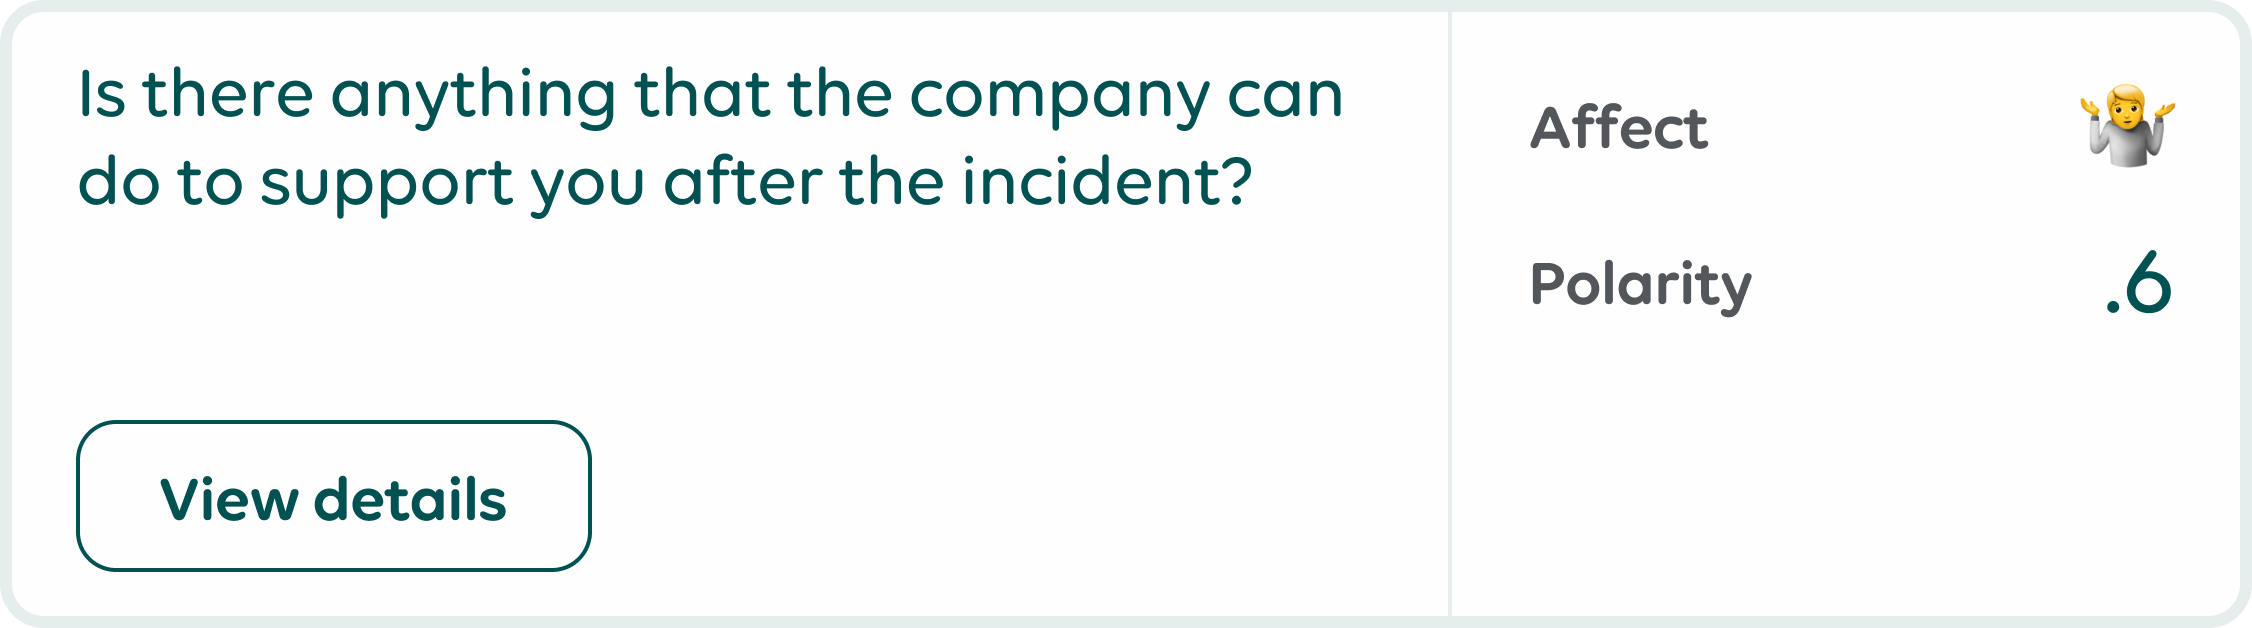 Is there anything that the company can
do to support you after the incident?
View details
Affect
Polarity
.6